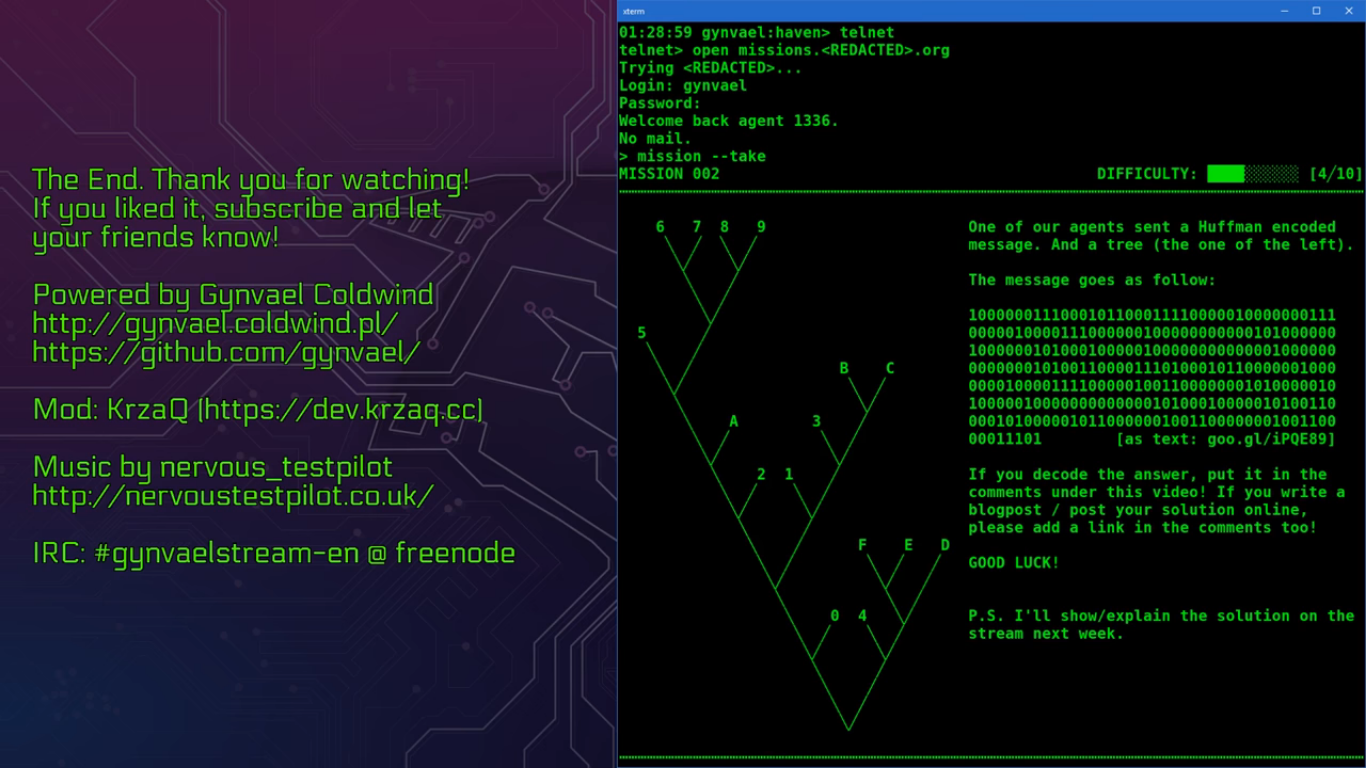 The End. Thank you for watching!
If you liked it, subscribe and let
your friends know!
Powered by Gynvael Coldwind
http://gynvael.coldwind.pl/
https://github.com/gynvael/
Mod: KrzaQ (https://dev.krzaq.cc)
Music by nervous_testpilot
http://nervoustestpilot.co.uk/
IRC: #gynvaelstream-en @ freenode
xterm
01:28:59 gynvael:haven> telnet
telnet> open missions.<REDACTED>.org
Trying <REDACTED>...
Login: gynvael
Password:
Welcome back agent 1336.
No mail.
> mission --take
MISSION 002 DIFFICULTY: [4/10]
6 7 8 9
5
B C
A 3
2 1
F E D
0 4
One of our agents sent a Huffman encoded
message. And a tree (the one of the left).
The message goes as follow:
1000000111000101100011110000010000000111
0000010000111000000100000000000101000000
1000000101000100000100000000000001000000
0000000101001100001110100010110000001000
0000100001111000001001100000001010000010
1000001000000000000010100010000010100110
0001010000010110000010011000000001001100
00011101 [as text: goo.gl/iPQE89]
If you decode the answer, put it in the
comments under this video! If you write a
blogpost / post your solution online,
please add a link in the comments too!
GOOD LUCK!
P.S. I'll show/explain the solution on the
stream next week.